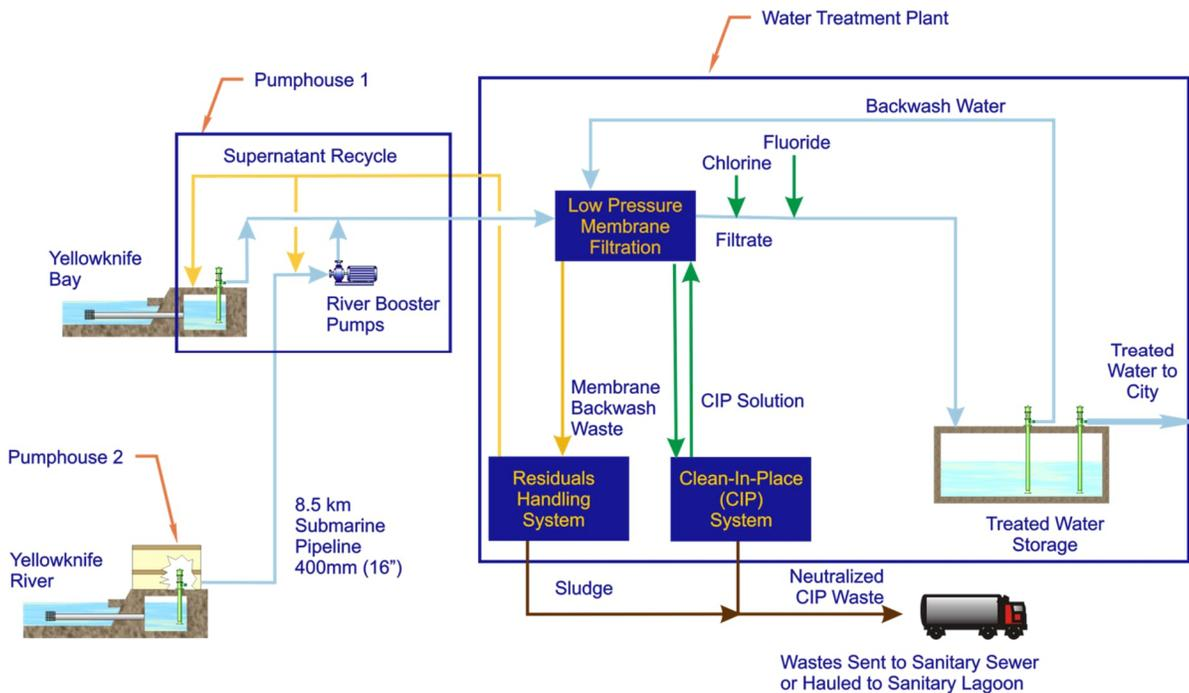 Water Treatment Plant
Pumphouse 1
Backwash Water
Supernatant Recycle
Fluoride
Chlorine
Low Pressure
Membrane
Filtration
Filtrate
Yellowknife
Bay
River Booster
Pumps
Membrane
Backwash
Waste
CIP Solution
Treated
Water to
City
Pumphouse 2
Residuals
Handling
System
Clean-In-Place
(CIP)
System
8.5 km
Submarine
Pipeline
400mm (16”)
Treated Water
Storage
Yellowknife
River
Sludge
Neutralized
CIP Waste
Wastes Sent to Sanitary Sewer
or Hauled to Sanitary Lagoon